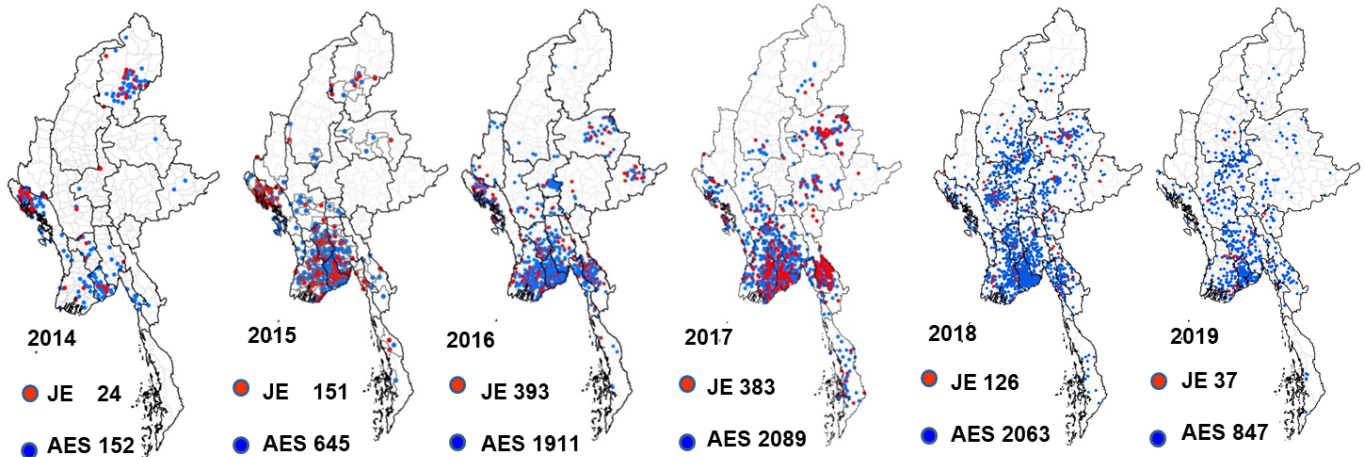 2014
JE 24
AES 152
2015
JE 151
AES 645
2016
JE 393
AES 1911
2017
JE 383
AES 2089
2018
JE 126
AES 2063
2019
JE 37
AES 847